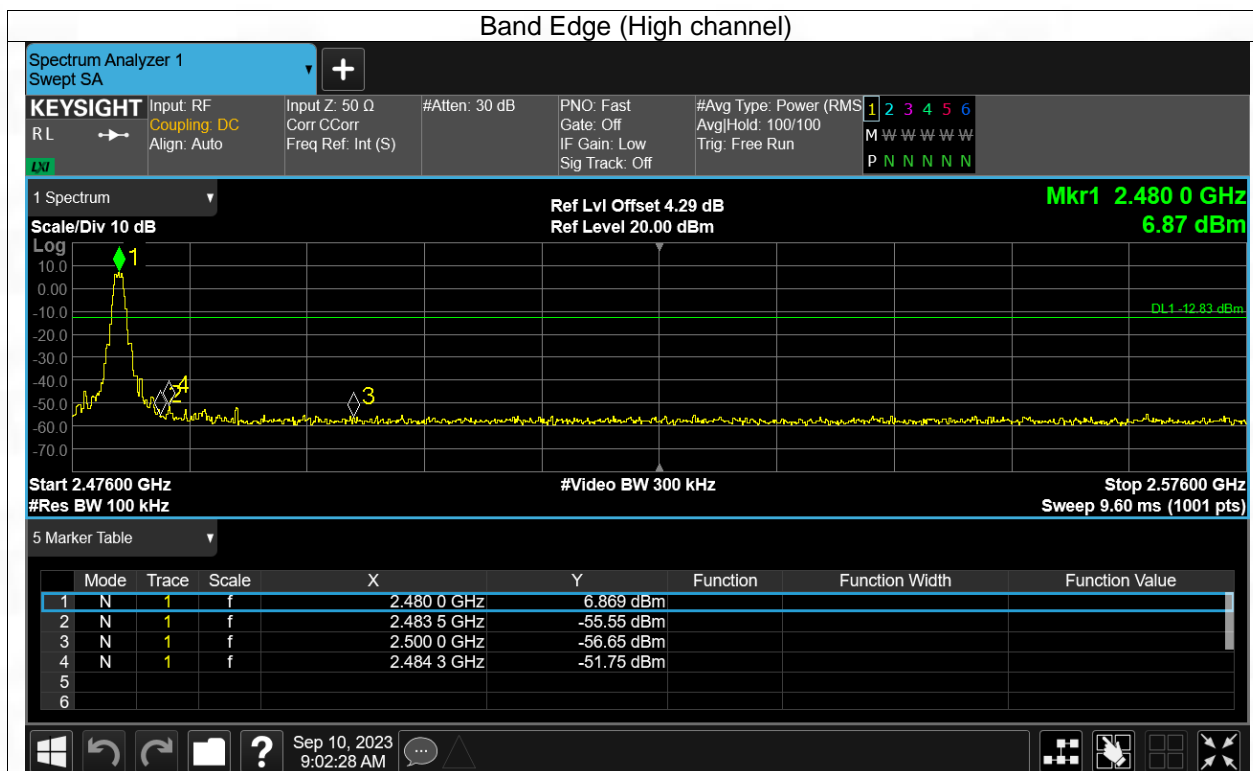 Band Edge (High channel)
Spectrum Analyzer 1
Swept SA
+
KEYSIGHT Input: RF Input Z: 50 Ω #Atten: 30 dB PNO: Fast #Avg Type: Power (RMS 1 2 3 4 5 6
RL Coupling: DC Corr CCorr Gate: Off Avg|Hold: 100/100 M W W W W W
Align: Auto Freq Ref: Int (S) IF Gain: Low Trig: Free Run
LXI Sig Track: Off P N N N N N
1 Spectrum Ref Lvl Offset 4.29 dB Mkr1 2.480 0 GHz
Scale/Div 10 dB Ref Level 20.00 dBm 6.87 dBm
Log
1
10.0
0.00
-10.0 DL1 -12.83 dBm
-20.0
-30.0
-40.0
2 4 3
-50.0
-60.0
-70.0
Start 2.47600 GHz #Video BW 300 kHz Stop 2.57600 GHz
#Res BW 100 kHz Sweep 9.60 ms (1001 pts)
5 Marker Table
Mode Trace Scale X Y Function Function Width Function Value
1 N 1 f 2.480 0 GHz 6.869 dBm
2 N 1 f 2.483 5 GHz -55.55 dBm
3 N 1 f 2.500 0 GHz -56.65 dBm
4 N 1 f 2.484 3 GHz -51.75 dBm
5
6
? Sep 10, 2023
9:02:28 AM